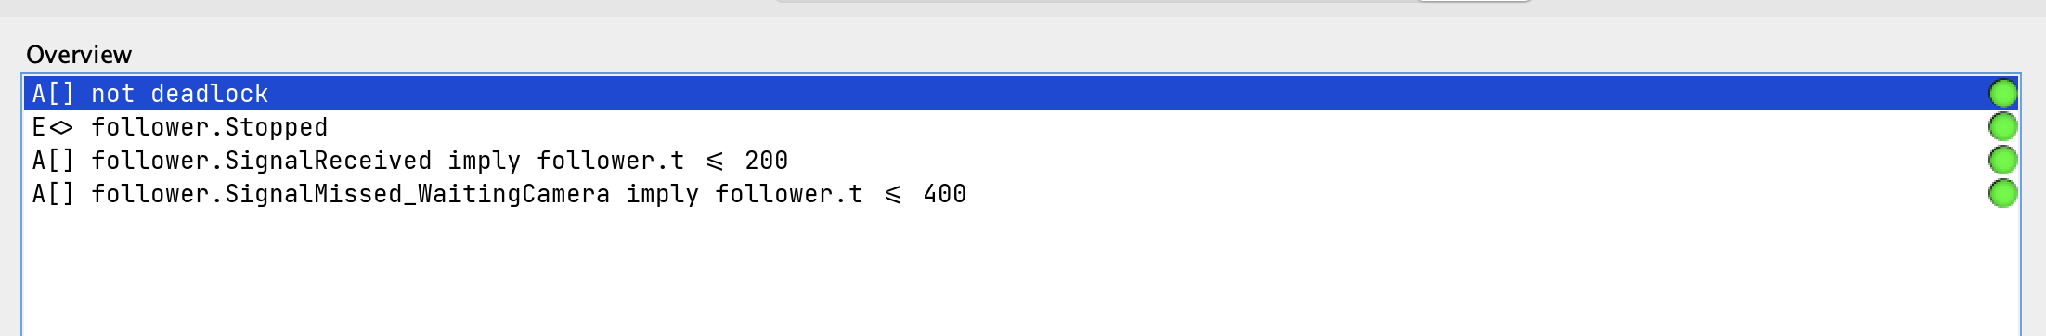 Overview
A[] not deadlock
E<> follower.Stopped
A[] follower.SignalReceived imply follower.t ⩽ 200
A[] follower.SignalMissed_WaitingCamera imply follower.t ⩽ 400